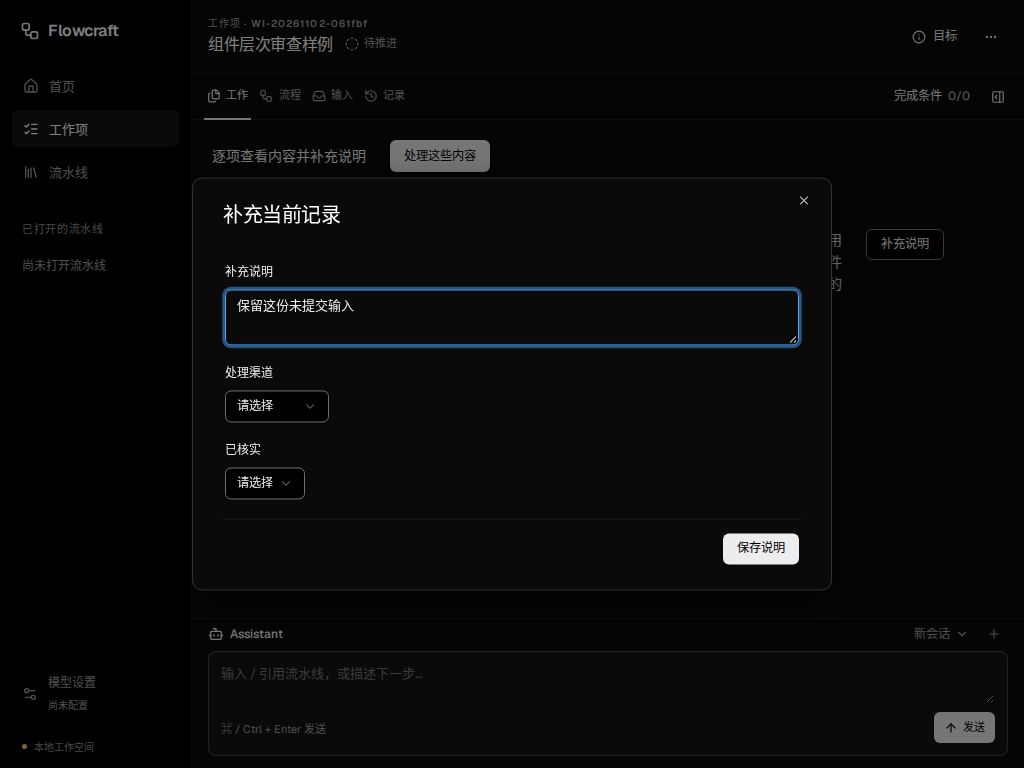 Flowcraft
首页
工作项
流水线
已打开的流水线
尚未打开流水线
模型设置
尚未配置
本地工作空间
工作项 · WI-20261102-061fbf
组件层次审查样例
待推进
目标
工作
流程
输入
记录
完成条件 0/0
逐项查看内容并补充说明
处理这些内容
用
件
的
补充说明
补充当前记录
补充说明
保留这份未提交输入
处理渠道
请选择
已核实
请选择
保存说明
Assistant
新会话
输入 / 引用流水线，或描述下一步…
⌘ / Ctrl + Enter 发送
发送